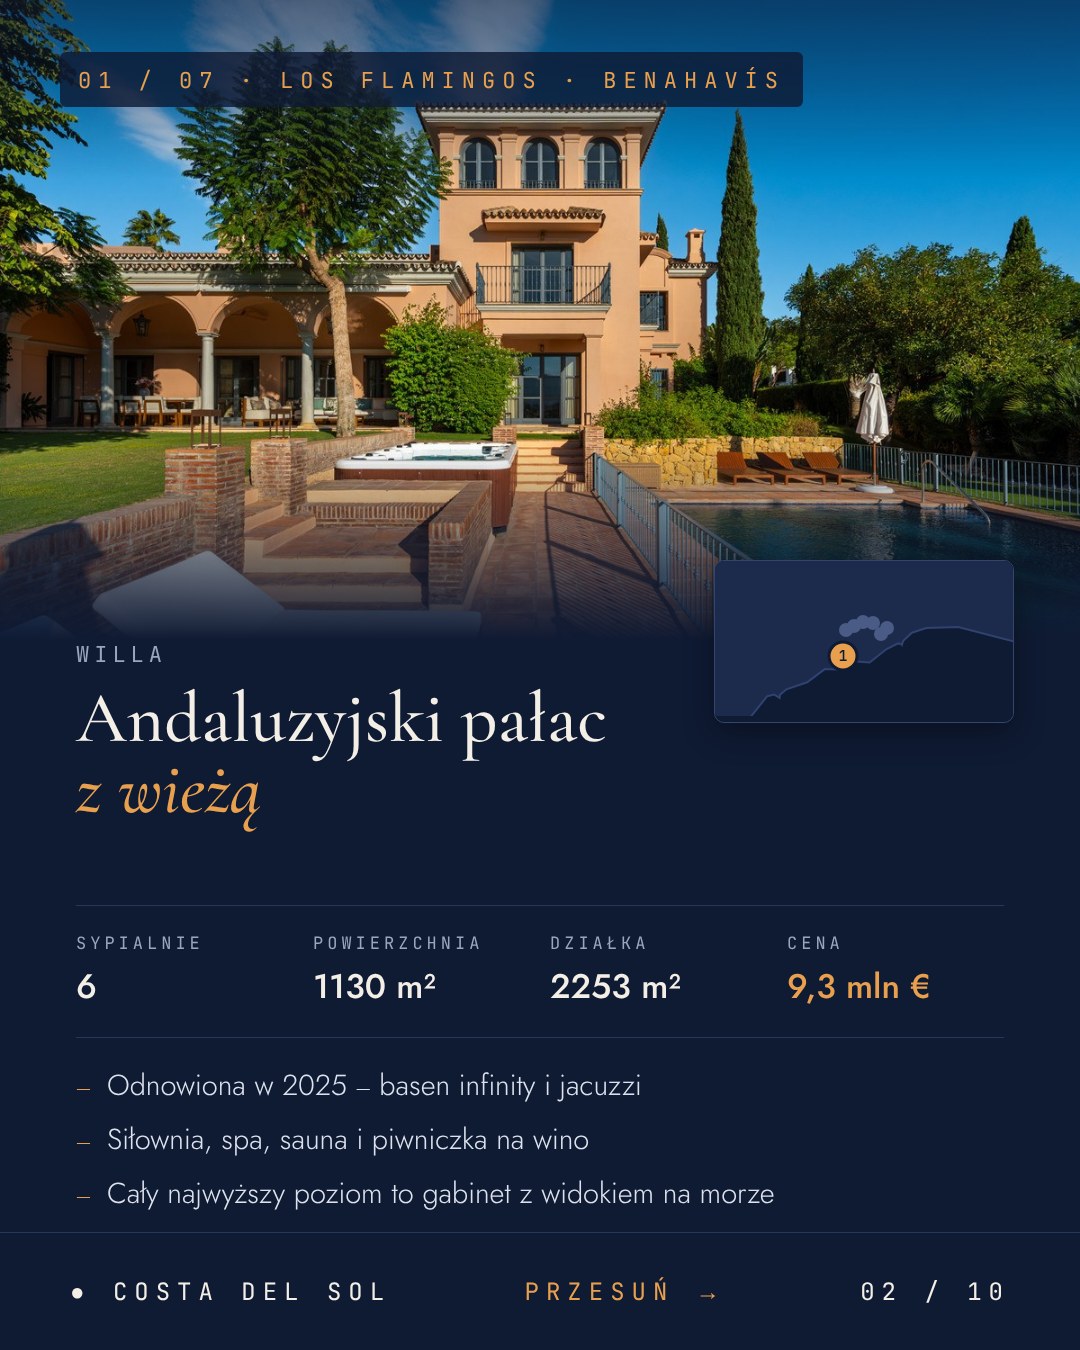 01 / 07 · LOS FLAMINGOS · BENAHAVÍS
1
WILLA
Andaluzyjski pałac
z wieżą
SYPIALNIE POWIERZCHNIA DZIAŁKA CENA
6 1130 m² 2253 m² 9,3 mln €
– Odnowiona w 2025 – basen infinity i jacuzzi
– Siłownia, spa, sauna i piwniczka na wino
– Cały najwyższy poziom to gabinet z widokiem na morze
• COSTA DEL SOL PRZESUŃ → 02 / 10